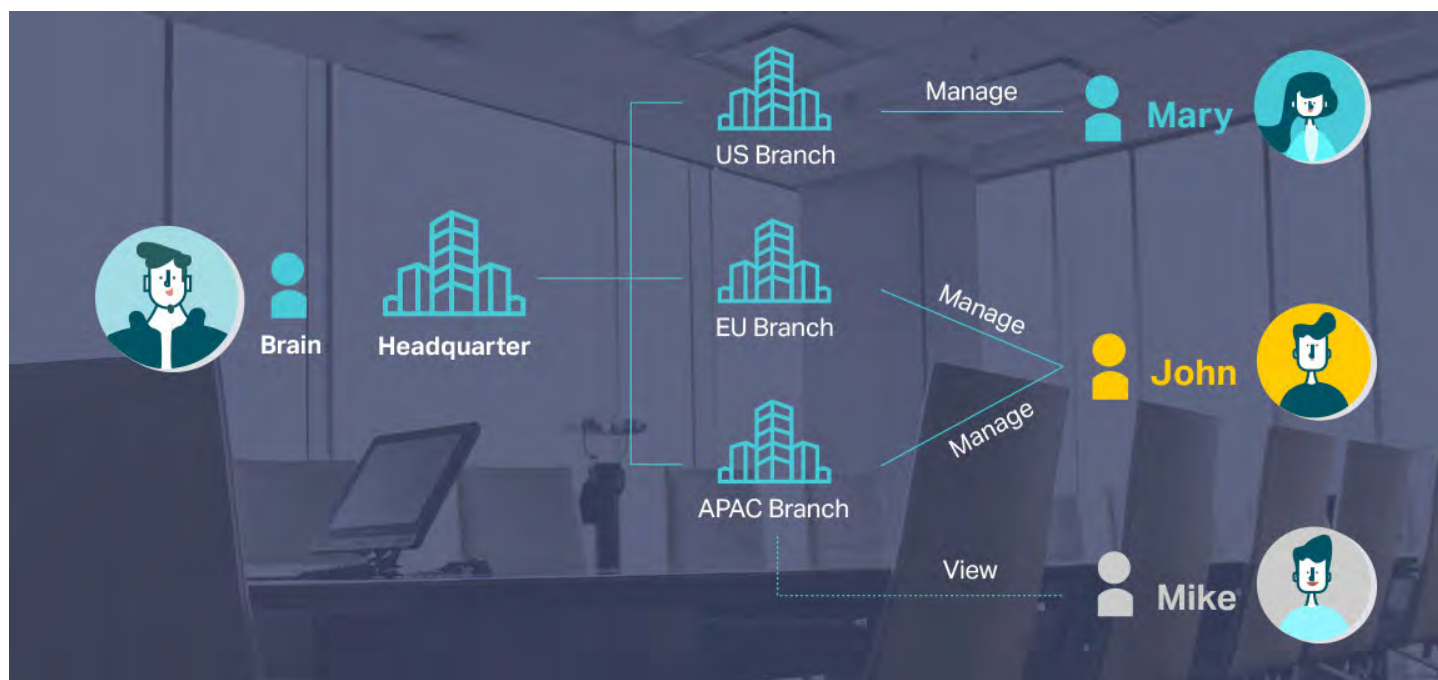 Manage
Mary
US Branch
Brain
Headquarter
EU Branch
Manage
John
Manage
APAC Branch
View
Mike